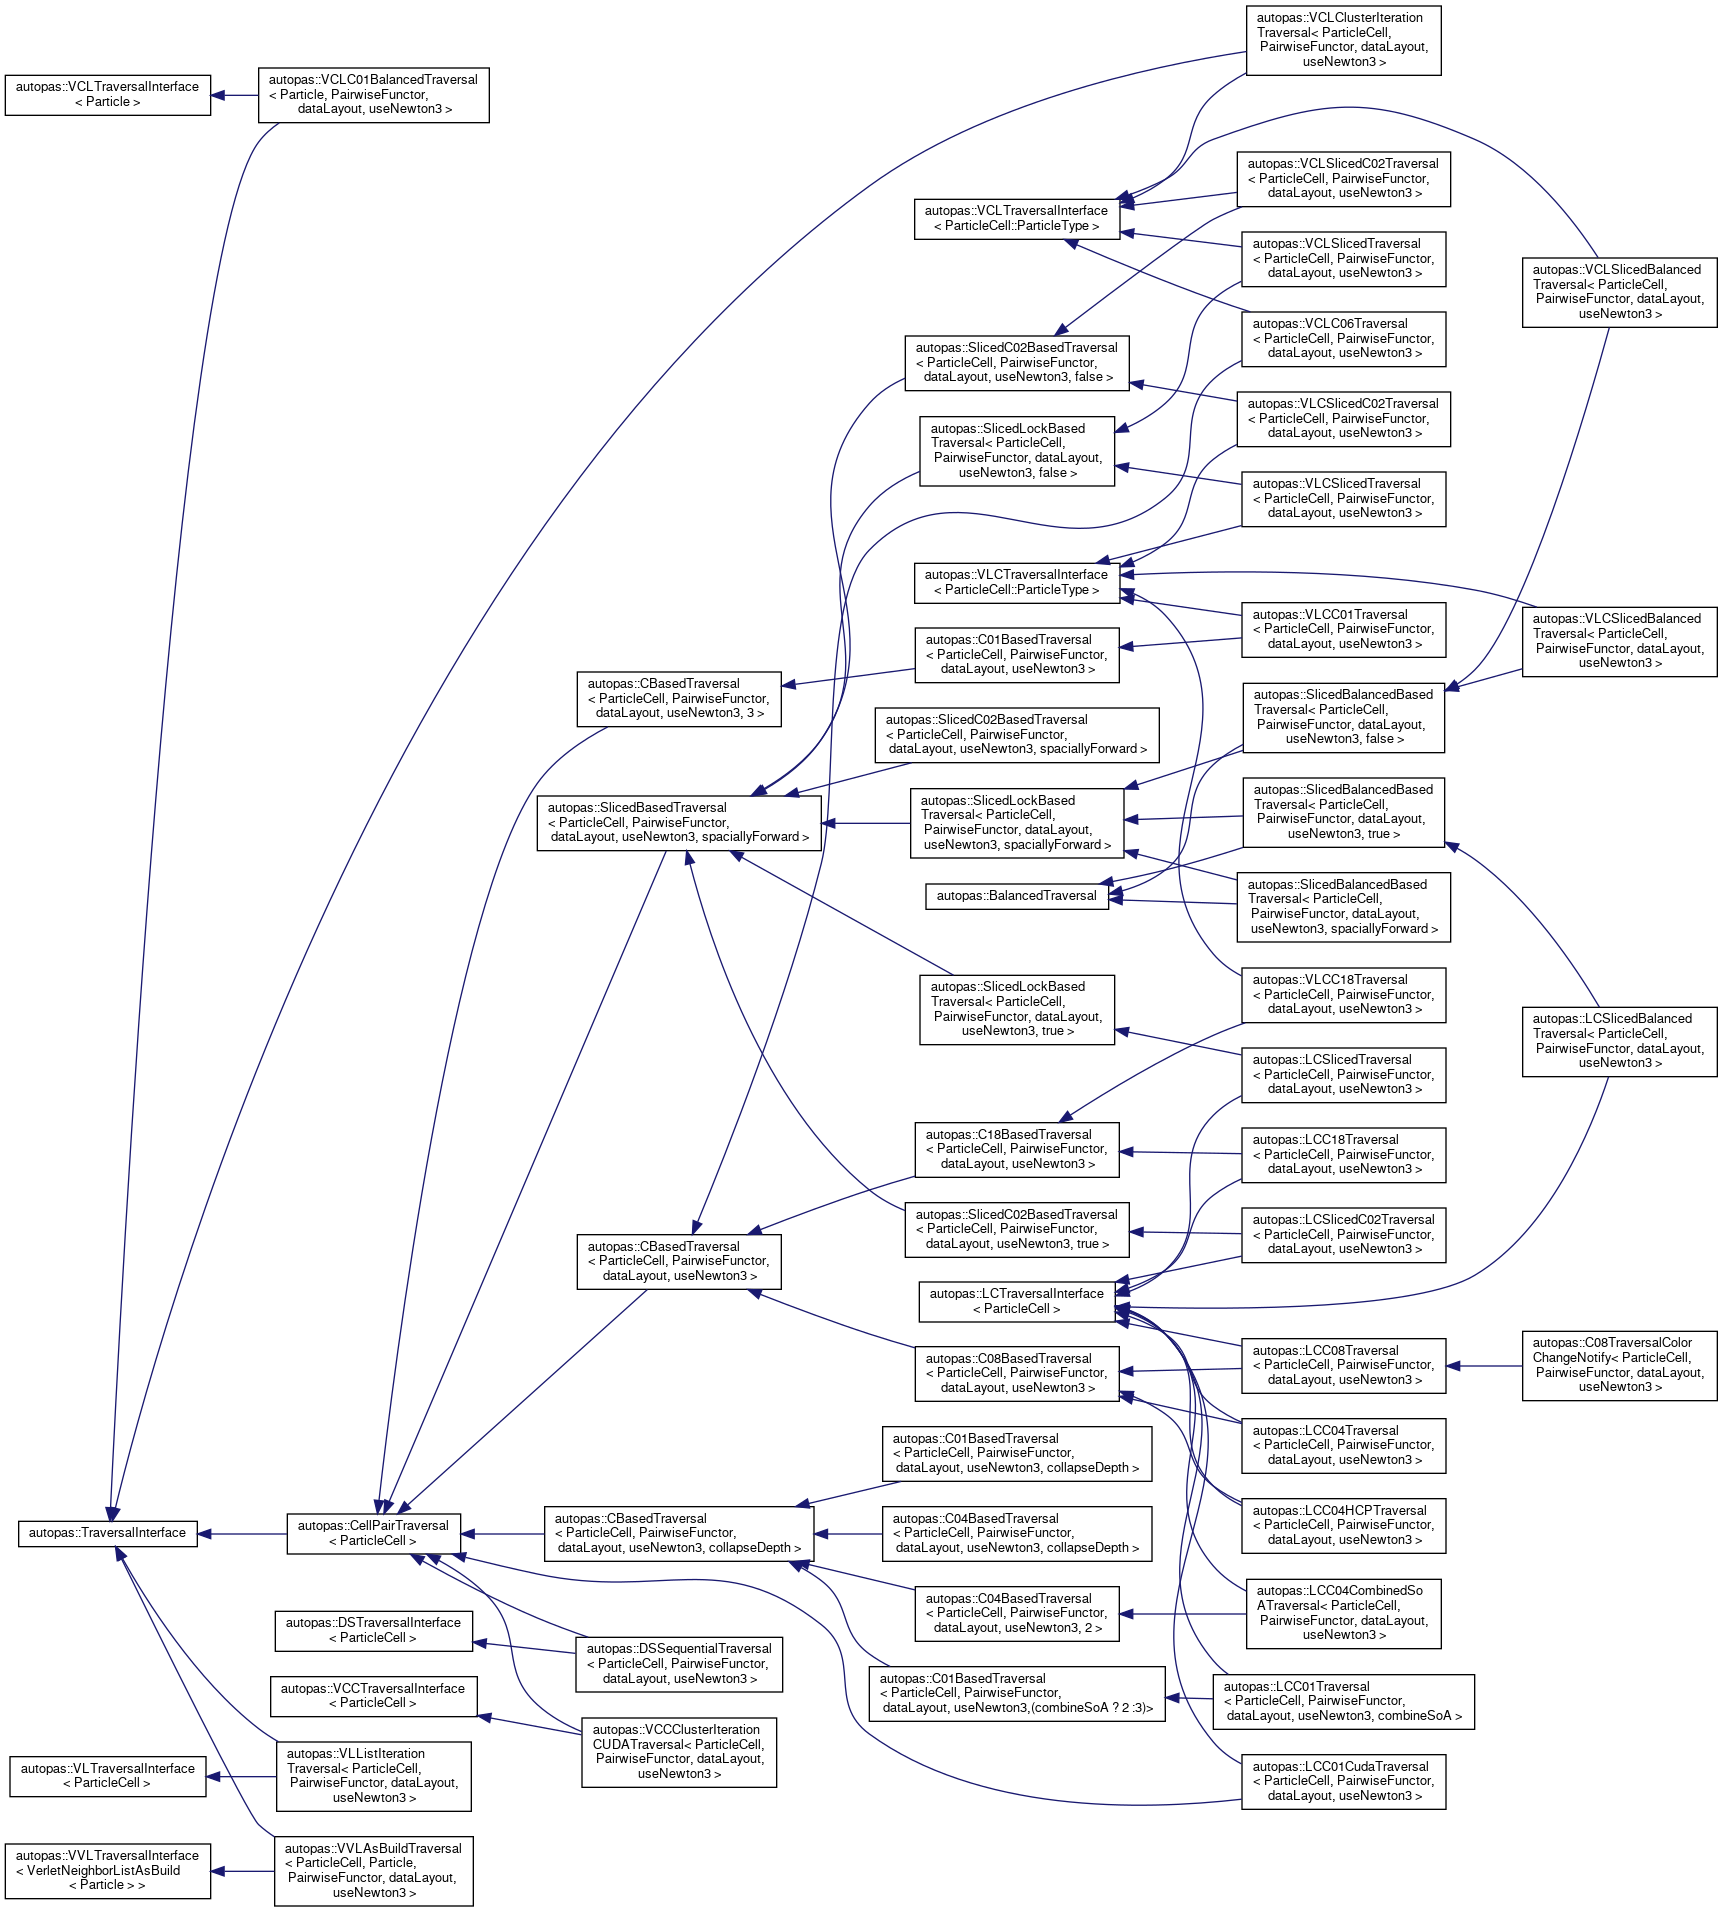 autopas::VCLTraversalInterface
< Particle >
autopas::TraversalInterface
autopas::VLTraversalInterface
< ParticleCell >
autopas::VVLTraversalInterface
< VerletNeighborListAsBuild
< Particle > >
autopas::VCLC01BalancedTraversal
< Particle, PairwiseFunctor,
dataLayout, useNewton3 >
autopas::CellPairTraversal
< ParticleCell >
autopas::DSTraversalInterface
< ParticleCell >
autopas::VCCTraversalInterface
< ParticleCell >
autopas::VLListIteration
Traversal< ParticleCell,
PairwiseFunctor, dataLayout,
useNewton3 >
autopas::VVLAsBuildTraversal
< ParticleCell, Particle,
PairwiseFunctor, dataLayout,
useNewton3 >
autopas::CBasedTraversal
< ParticleCell, PairwiseFunctor,
dataLayout, useNewton3, 3 >
autopas::SlicedBasedTraversal
< ParticleCell, PairwiseFunctor,
dataLayout, useNewton3, spaciallyForward >
autopas::CBasedTraversal
< ParticleCell, PairwiseFunctor,
dataLayout, useNewton3 >
autopas::CBasedTraversal
< ParticleCell, PairwiseFunctor,
dataLayout, useNewton3, collapseDepth >
autopas::DSSequentialTraversal
< ParticleCell, PairwiseFunctor,
dataLayout, useNewton3 >
autopas::VCCClusterIteration
CUDATraversal< ParticleCell,
PairwiseFunctor, dataLayout,
useNewton3 >
autopas::VCLTraversalInterface
< ParticleCell::ParticleType >
autopas::SlicedC02BasedTraversal
< ParticleCell, PairwiseFunctor,
dataLayout, useNewton3, false >
autopas::SlicedLockBased
Traversal< ParticleCell,
PairwiseFunctor, dataLayout,
useNewton3, false >
autopas::VLCTraversalInterface
< ParticleCell::ParticleType >
autopas::C01BasedTraversal
< ParticleCell, PairwiseFunctor,
dataLayout, useNewton3 >
autopas::SlicedC02BasedTraversal
< ParticleCell, PairwiseFunctor,
dataLayout, useNewton3, spaciallyForward >
autopas::SlicedLockBased
Traversal< ParticleCell,
PairwiseFunctor, dataLayout,
useNewton3, spaciallyForward >
autopas::BalancedTraversal
autopas::SlicedLockBased
Traversal< ParticleCell,
PairwiseFunctor, dataLayout,
useNewton3, true >
autopas::C18BasedTraversal
< ParticleCell, PairwiseFunctor,
dataLayout, useNewton3 >
autopas::SlicedC02BasedTraversal
< ParticleCell, PairwiseFunctor,
dataLayout, useNewton3, true >
autopas::LCTraversalInterface
< ParticleCell >
autopas::C08BasedTraversal
< ParticleCell, PairwiseFunctor,
dataLayout, useNewton3 >
autopas::C01BasedTraversal
< ParticleCell, PairwiseFunctor,
dataLayout, useNewton3, collapseDepth >
autopas::C04BasedTraversal
< ParticleCell, PairwiseFunctor,
dataLayout, useNewton3, collapseDepth >
autopas::C04BasedTraversal
< ParticleCell, PairwiseFunctor,
dataLayout, useNewton3, 2 >
autopas::C01BasedTraversal
< ParticleCell, PairwiseFunctor,
dataLayout, useNewton3,(combineSoA ? 2 :3)>
autopas::VCLClusterIteration
Traversal< ParticleCell,
PairwiseFunctor, dataLayout,
useNewton3 >
autopas::VCLSlicedC02Traversal
< ParticleCell, PairwiseFunctor,
dataLayout, useNewton3 >
autopas::VCLSlicedTraversal
< ParticleCell, PairwiseFunctor,
dataLayout, useNewton3 >
autopas::VCLC06Traversal
< ParticleCell, PairwiseFunctor,
dataLayout, useNewton3 >
autopas::VLCSlicedC02Traversal
< ParticleCell, PairwiseFunctor,
dataLayout, useNewton3 >
autopas::VLCSlicedTraversal
< ParticleCell, PairwiseFunctor,
dataLayout, useNewton3 >
autopas::VLCC01Traversal
< ParticleCell, PairwiseFunctor,
dataLayout, useNewton3 >
autopas::SlicedBalancedBased
Traversal< ParticleCell,
PairwiseFunctor, dataLayout,
useNewton3, false >
autopas::SlicedBalancedBased
Traversal< ParticleCell,
PairwiseFunctor, dataLayout,
useNewton3, true >
autopas::SlicedBalancedBased
Traversal< ParticleCell,
PairwiseFunctor, dataLayout,
useNewton3, spaciallyForward >
autopas::VLCC18Traversal
< ParticleCell, PairwiseFunctor,
dataLayout, useNewton3 >
autopas::LCSlicedTraversal
< ParticleCell, PairwiseFunctor,
dataLayout, useNewton3 >
autopas::LCC18Traversal
< ParticleCell, PairwiseFunctor,
dataLayout, useNewton3 >
autopas::LCSlicedC02Traversal
< ParticleCell, PairwiseFunctor,
dataLayout, useNewton3 >
autopas::LCC08Traversal
< ParticleCell, PairwiseFunctor,
dataLayout, useNewton3 >
autopas::LCC04Traversal
< ParticleCell, PairwiseFunctor,
dataLayout, useNewton3 >
autopas::LCC04HCPTraversal
< ParticleCell, PairwiseFunctor,
dataLayout, useNewton3 >
autopas::LCC04CombinedSo
ATraversal< ParticleCell,
PairwiseFunctor, dataLayout,
useNewton3 >
autopas::LCC01Traversal
< ParticleCell, PairwiseFunctor,
dataLayout, useNewton3, combineSoA >
autopas::LCC01CudaTraversal
< ParticleCell, PairwiseFunctor,
dataLayout, useNewton3 >
autopas::VCLSlicedBalanced
Traversal< ParticleCell,
PairwiseFunctor, dataLayout,
useNewton3 >
autopas::VLCSlicedBalanced
Traversal< ParticleCell,
PairwiseFunctor, dataLayout,
useNewton3 >
autopas::LCSlicedBalanced
Traversal< ParticleCell,
PairwiseFunctor, dataLayout,
useNewton3 >
autopas::C08TraversalColor
ChangeNotify< ParticleCell,
PairwiseFunctor, dataLayout,
useNewton3 >